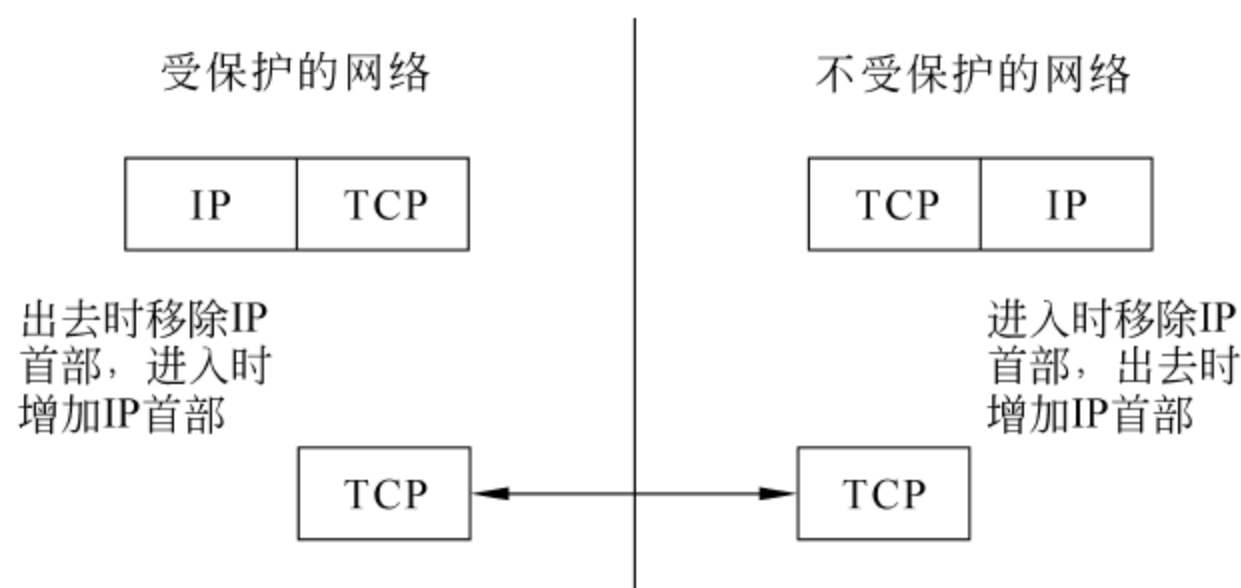 受保护的网络
不受保护的网络
IP
TCP
TCP
IP
出去时移除IP
首部，进入时
增加IP首部
进入时移除IP
首部，出去时
增加IP首部
TCP
TCP